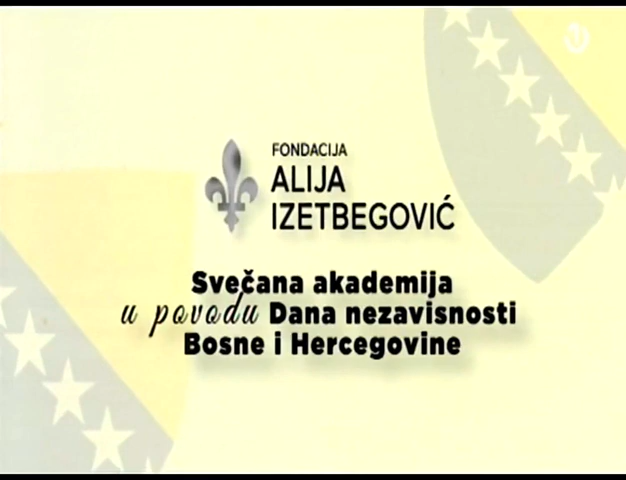 FONDACIJA
ALIJA
IZETBEGOVIĆ
Svečana akademija
u povodu Dana nezavisnosti
Bosne i Hercegovine